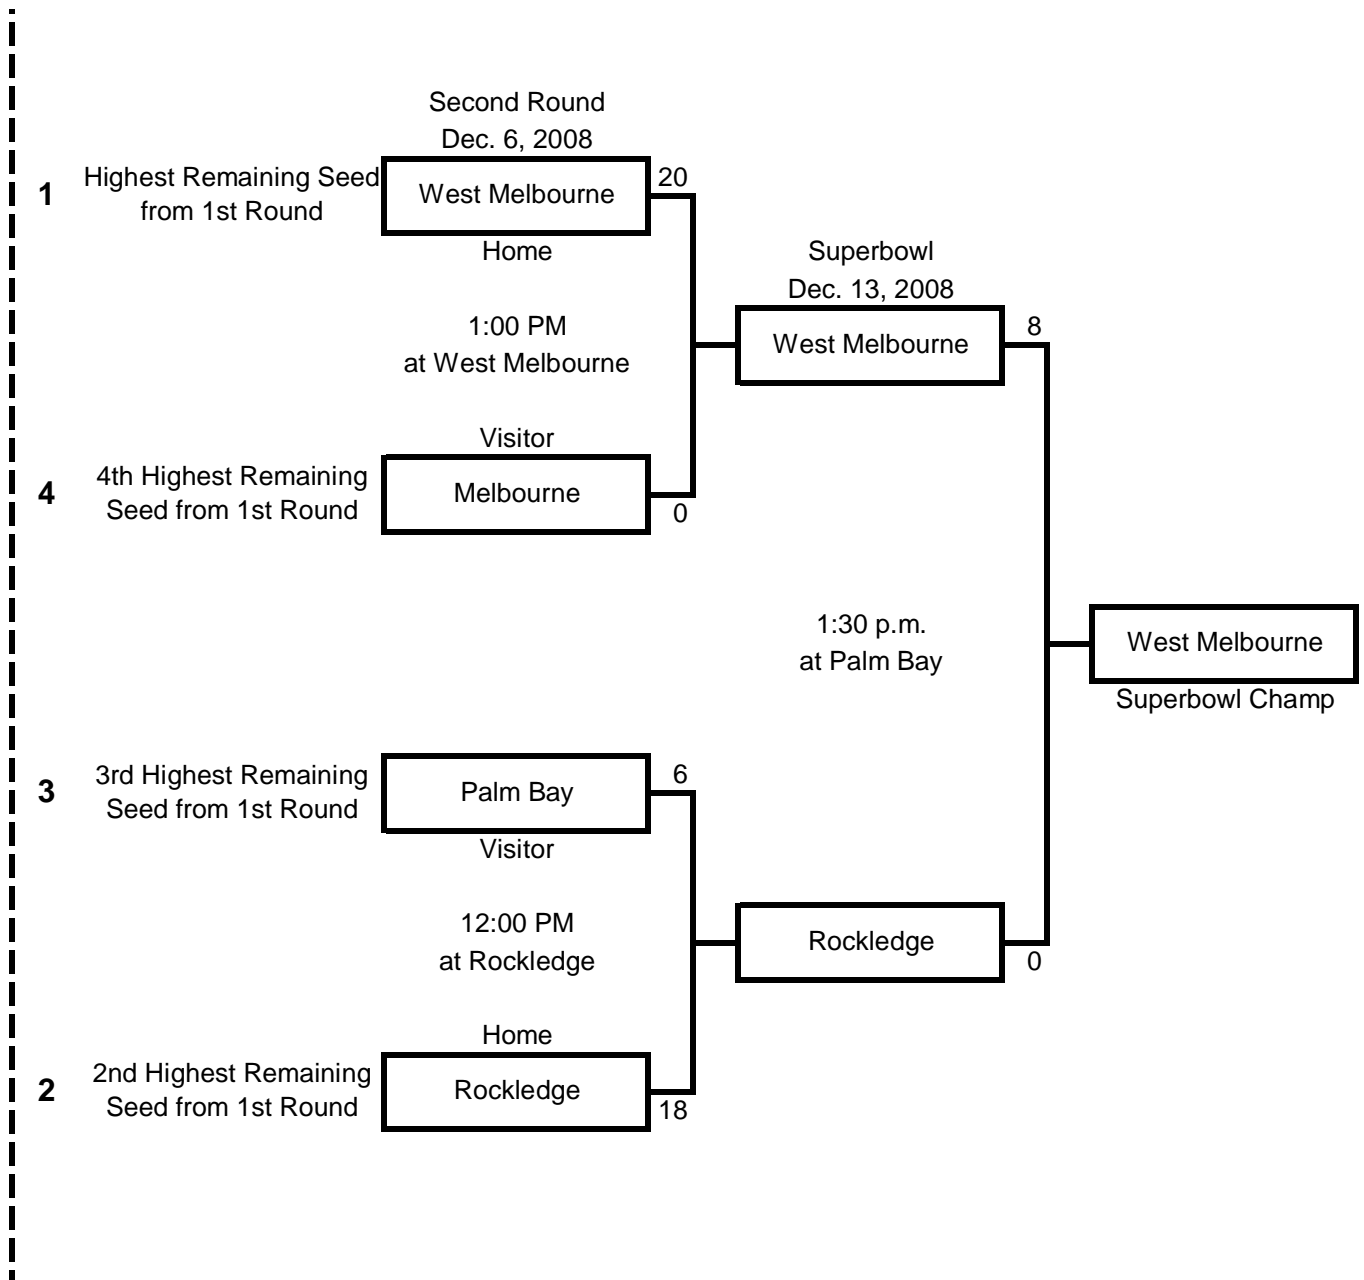 Second Round
Dec. 6, 2008
1
Highest Remaining Seed
from 1st Round
West Melbourne
20
Home
1:00 PM
at West Melbourne
Visitor
4
4th Highest Remaining
Seed from 1st Round
Melbourne
0
Superbowl
Dec. 13, 2008
West Melbourne
8
1:30 p.m.
at Palm Bay
West Melbourne
Superbowl Champ
3
3rd Highest Remaining
Seed from 1st Round
Palm Bay
6
Visitor
12:00 PM
at Rockledge
Home
2
2nd Highest Remaining
Seed from 1st Round
Rockledge
18
Rockledge
0